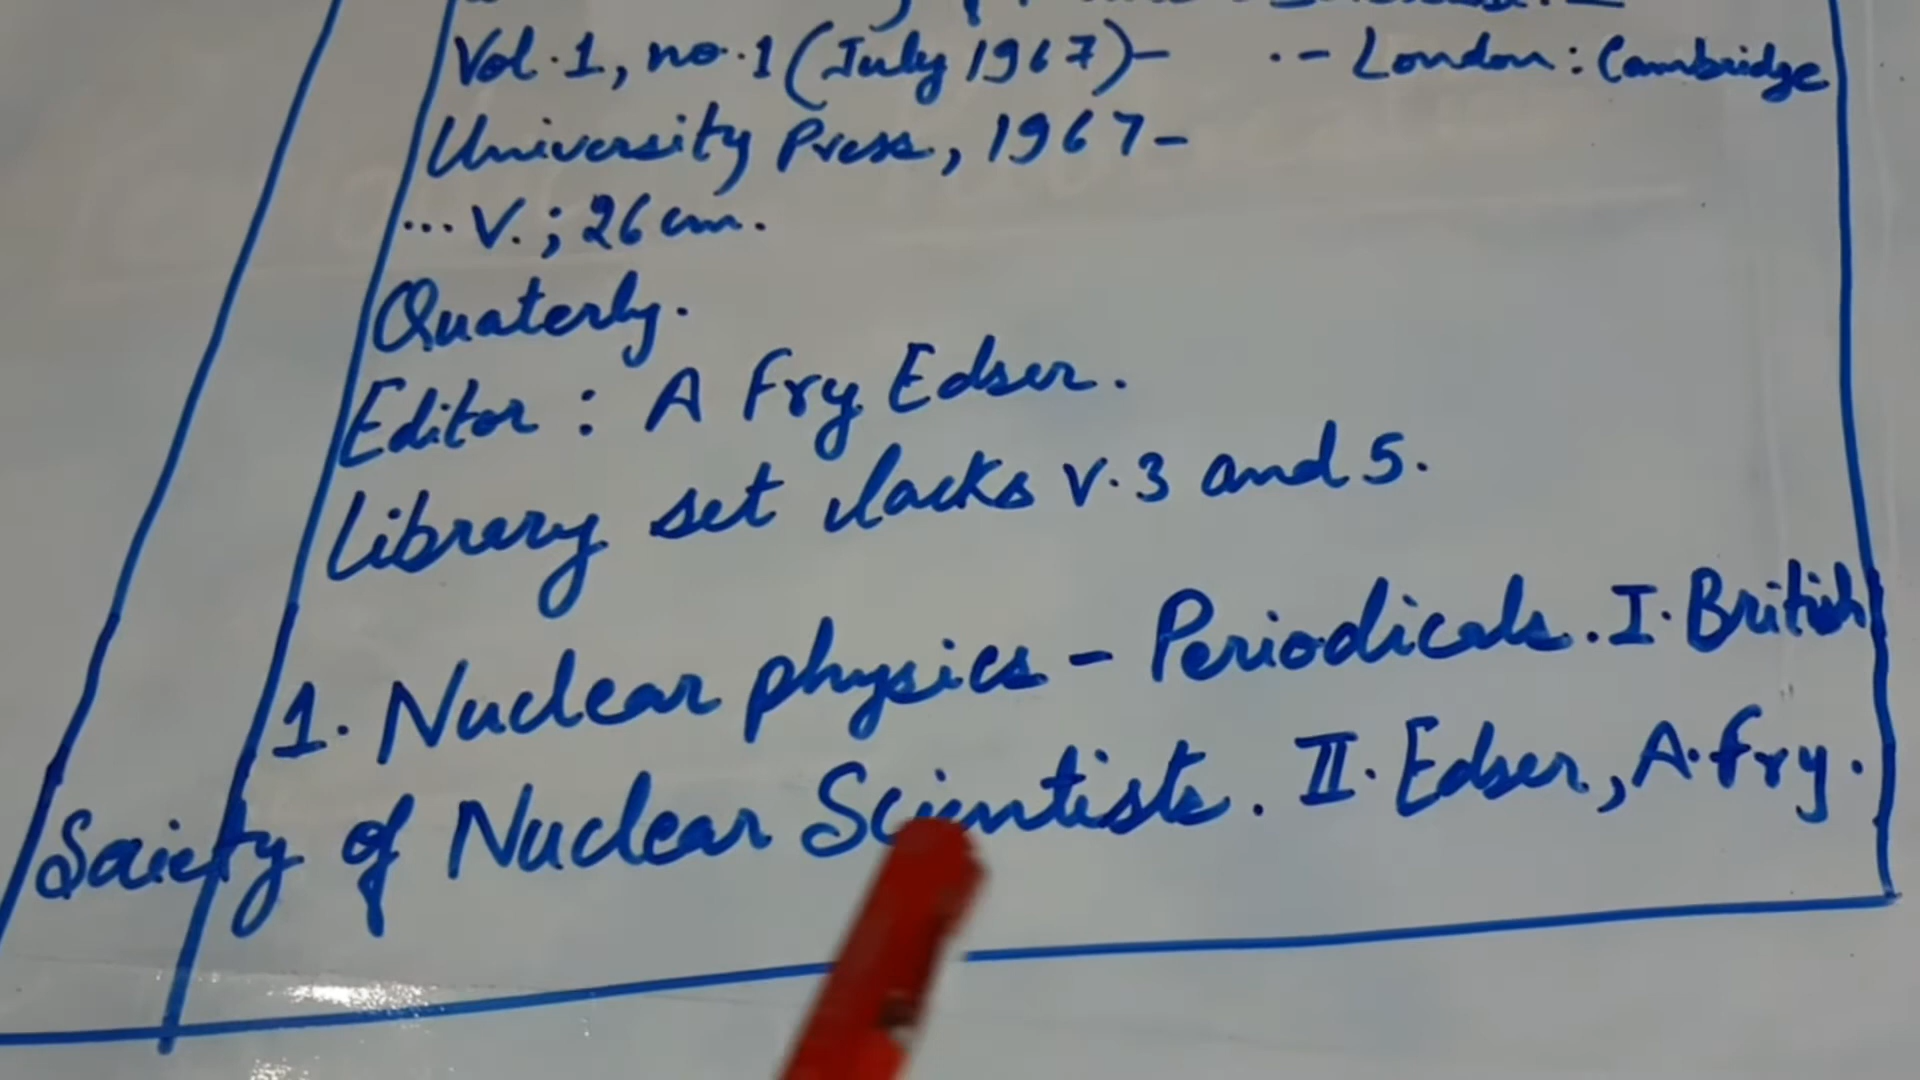 Vol. 1, no. 1 (July 1967)- . - London : Cambridge
University Press, 1967-
... V. ; 26 cm.
Quaterly.
Editor : A Fry Edser.
Library set lacks v. 3 and 5.
1. Nuclear physics - Periodicals. I. British
Society of Nuclear Scientists. II. Edser, A. Fry.